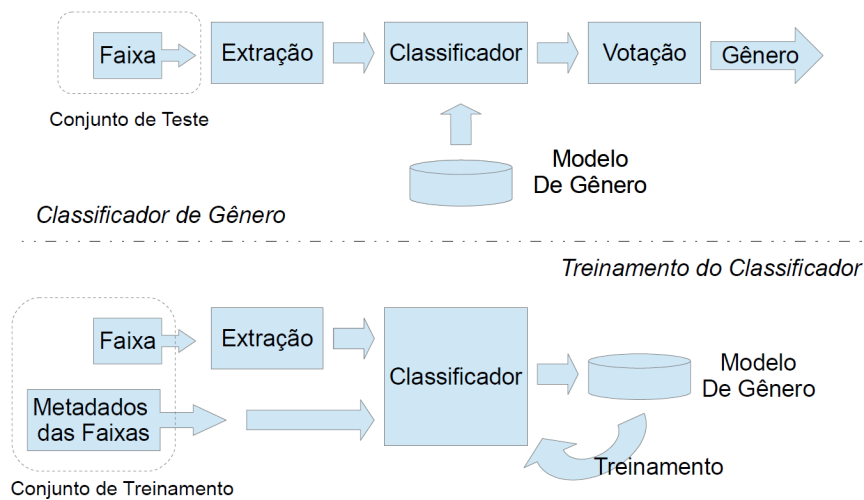 Faixa
Extração
Classificador
Votação
Gênero
Conjunto de Teste
Modelo
De Gênero
Classificador de Gênero
Treinamento do Classificador
Faixa
Extração
Classificador
Modelo
De Gênero
Metadados
das Faixas
Treinamento
Conjunto de Treinamento